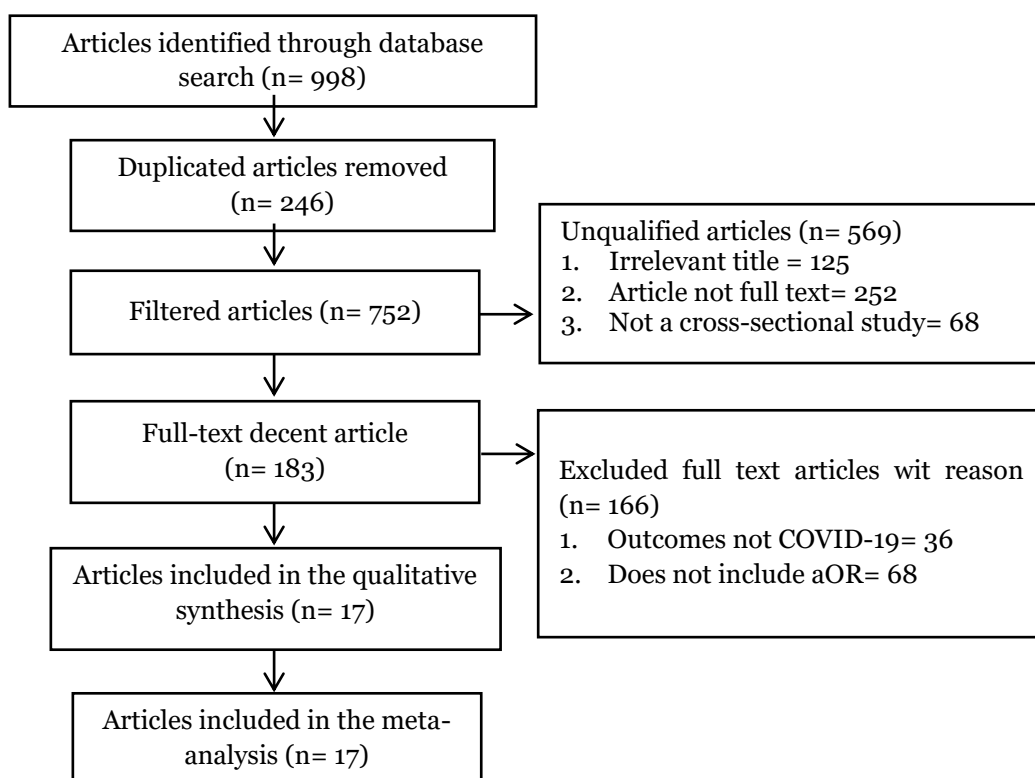 Articles identified through database
search (n= 998)
Duplicated articles removed
(n= 246)
Unqualified articles (n= 569)
1. Irrelevant title = 125
2. Article not full text= 252
3. Not a cross-sectional study= 68
Filtered articles (n= 752)
Full-text decent article
(n= 183)
Excluded full text articles wit reason
(n= 166)
1. Outcomes not COVID-19= 36
2. Does not include aOR= 68
Articles included in the qualitative
synthesis (n= 17)
Articles included in the meta-
analysis (n= 17)